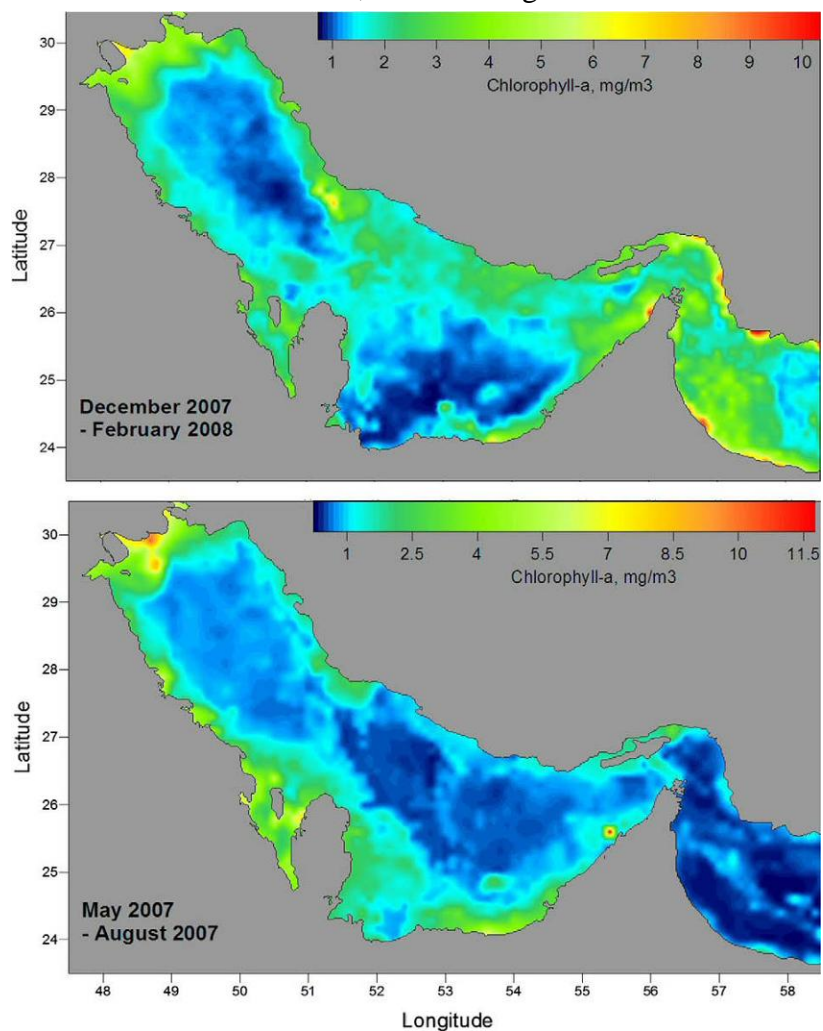 30
29
28
27
26
25
24
Latitude
1 2 3 4 5 6 7 8 9 10
Chlorophyll-a, mg/m3
December 2007
- February 2008
30
29
28
27
26
25
24
Latitude
1 2.5 4 5.5 7 8.5 10 11.5
Chlorophyll-a, mg/m3
May 2007
- August 2007
48 49 50 51 52 53 54 55 56 57 58
Longitude